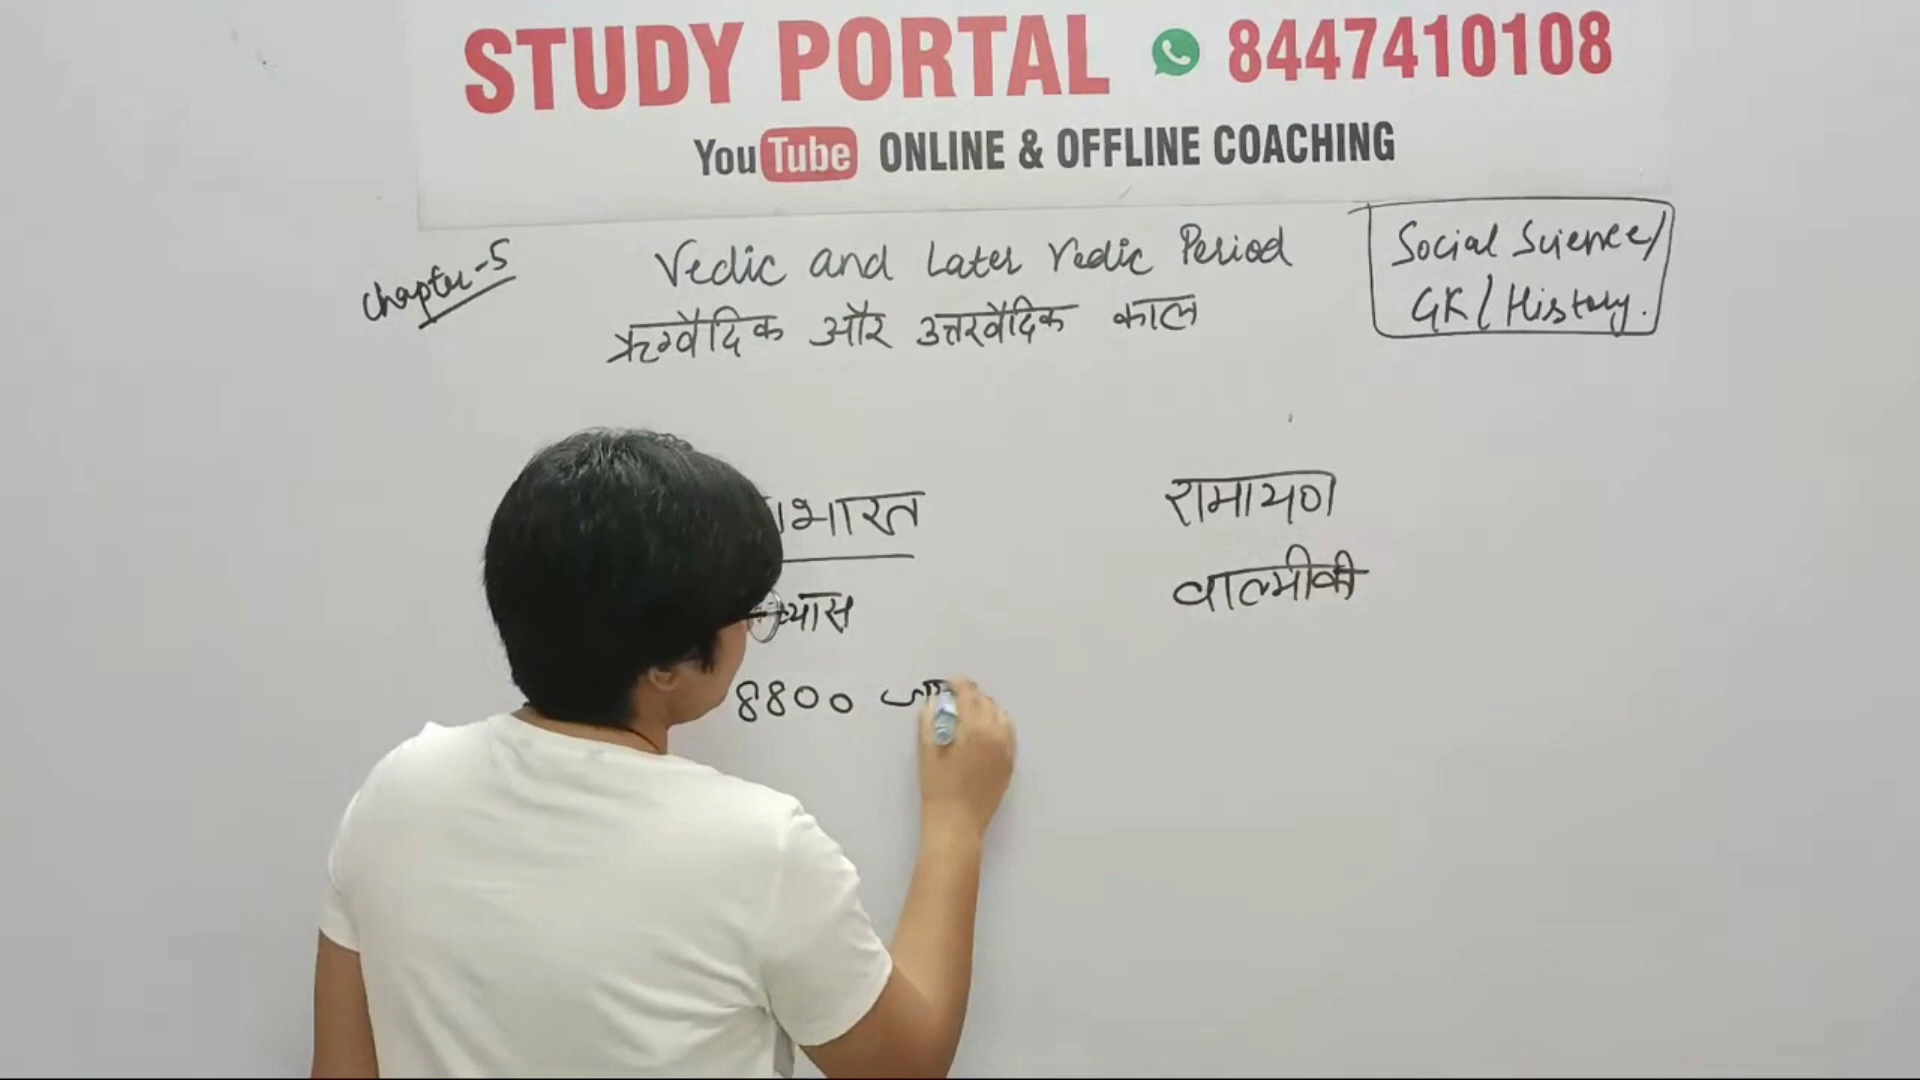 STUDY PORTAL 8447410108
YouTube ONLINE & OFFLINE COACHING
Chapter-5
Vedic and Later Vedic Period
ऋग्वैदिक और उत्तरवैदिक काल
Social Science/
GK/History.
ाभारत
व्यास
8800
रामायण
वाल्मीकी